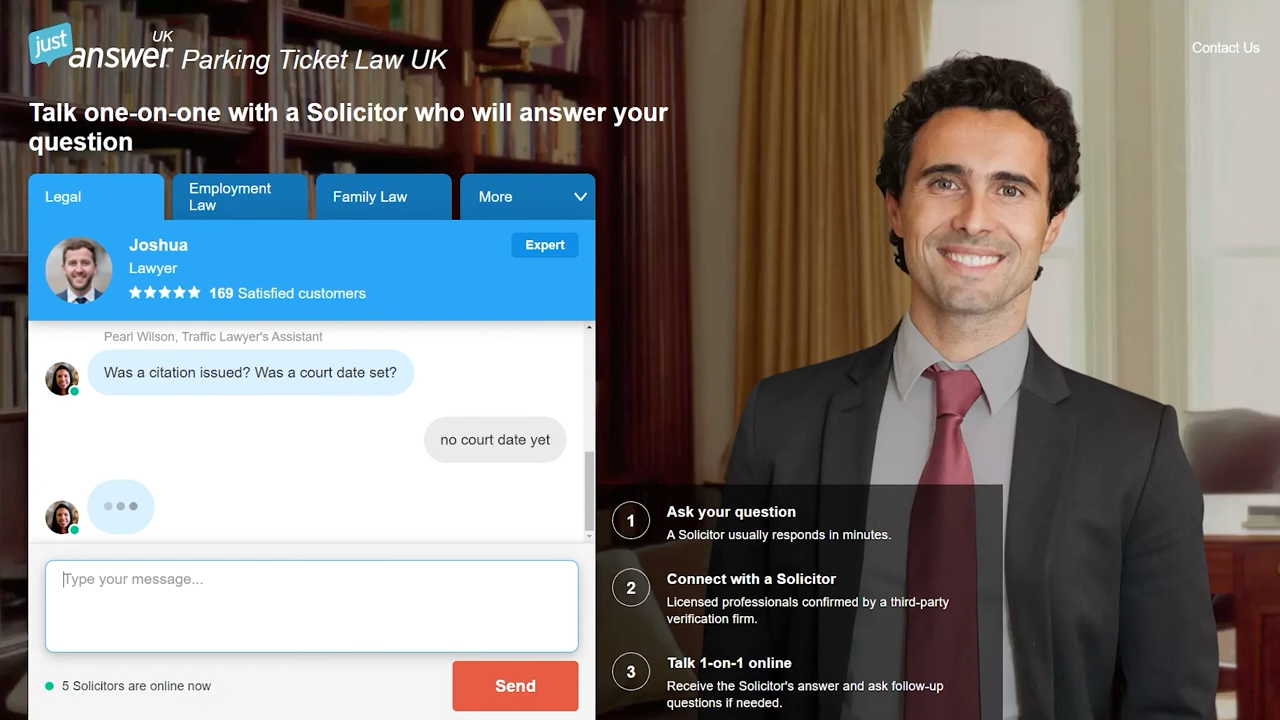 just answer UK Parking Ticket Law UK
Contact Us
Talk one-on-one with a Solicitor who will answer your
question
Legal
Employment
Law
Family Law
More
Joshua
Expert
Lawyer
169 Satisfied customers
Pearl Wilson, Traffic Lawyer's Assistant
Was a citation issued? Was a court date set?
no court date yet
Type your message...
5 Solicitors are online now
Send
1
Ask your question
A Solicitor usually responds in minutes.
2
Connect with a Solicitor
Licensed professionals confirmed by a third-party
verification firm.
3
Talk 1-on-1 online
Receive the Solicitor's answer and ask follow-up
questions if needed.